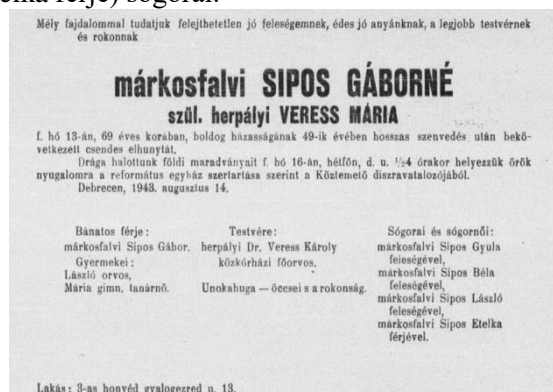 férje) sógorai.
Mély fajdalommal tudatjuk felejthetetlen jó feleségemnek, édes jó anyánknak, a legjobb testvérnek
és rokonnak
márkosfalvi SIPOS GÁBORNÉ
szül. herpályi VERESS MÁRIA
f. hó 13-án, 69 éves korában, boldog házasságának 49-ik évében hosszas szenvedés után bekö-
vetkezett csendes elhunytát.
Drága halottunk földi maradványait f. hó 16-án, hétfőn, d. u. ½4 órakor helyezzük örök
nyugalomra a református egyház szertartása szerint a Köztemető díszravatalozójából.
Debrecen, 1943. augusztus 14.
Bánatos férje:
márkosfalvi Sipos Gábor.
Gyermekei:
László orvos,
Mária gimn. tanárnő.
Testvére:
herpályi Dr. Veress Károly
közkórházi főorvos.
Unokahuga — öccsei s a rokonság.
Sógorai és sógornői:
márkosfalvi Sipos Gyula
feleségével,
márkosfalvi Sipos Béla
feleségével,
márkosfalvi Sipos László
feleségével,
márkosfalvi Sipos Etelka
férjével.
Lakás: 3-as honvéd gyalogezred u. 13.